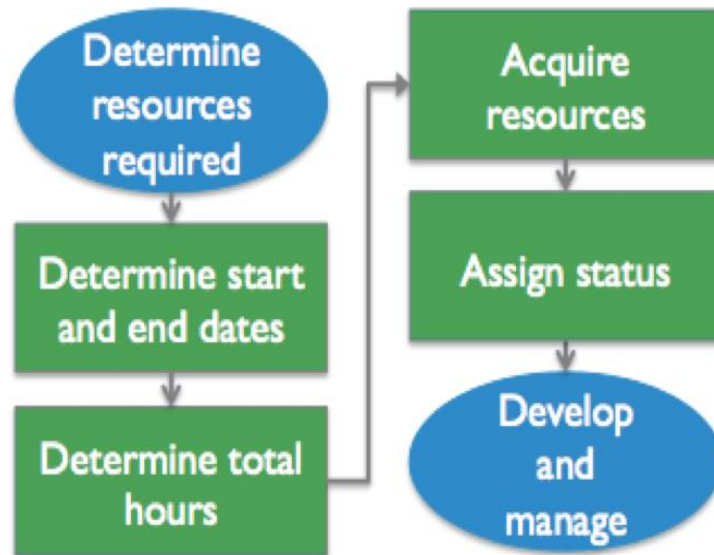 Determine
resources
required
Determine start
and end dates
Determine total
hours
Acquire
resources
Assign status
Develop
and
manage